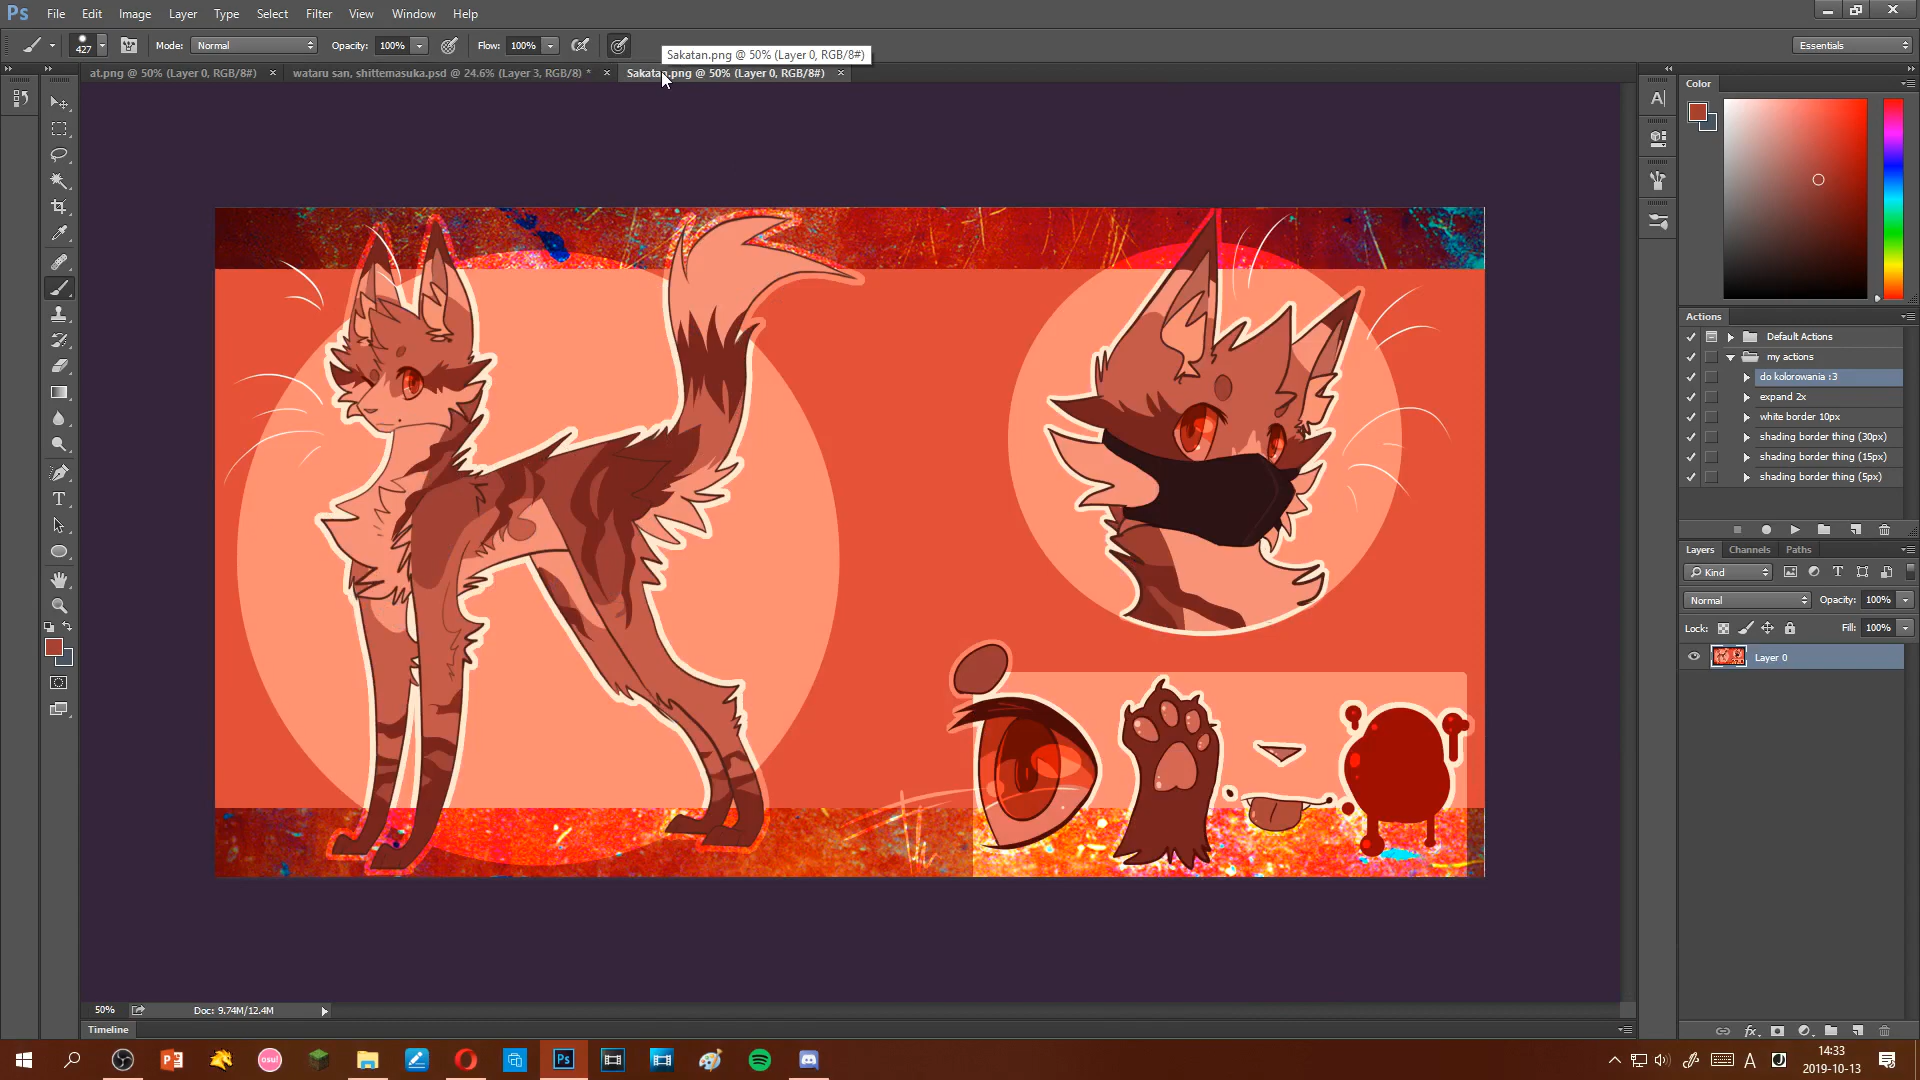 Ps File Edit Image Layer Type Select Filter View Window Help
427 Mode: Normal Opacity: 100% Flow: 100% Essentials
Sakatan.png @ 50% (Layer 0, RGB/8#)
at.png @ 50% (Layer 0, RGB/8#) × wataru san, shittemasuka.psd @ 24.6% (Layer 3, RGB/8) * × Sakatan.png @ 50% (Layer 0, RGB/8#) ×
Color
Actions
Default Actions
my actions
do kolorowania :3
expand 2x
white border 10px
shading border thing (30px)
shading border thing (15px)
shading border thing (5px)
Layers Channels Paths
Kind
Normal Opacity: 100%
Lock: Fill: 100%
Layer 0
50% Doc: 9.74M/12.4M
Timeline
osu! Ps A
14:33
2019-10-13